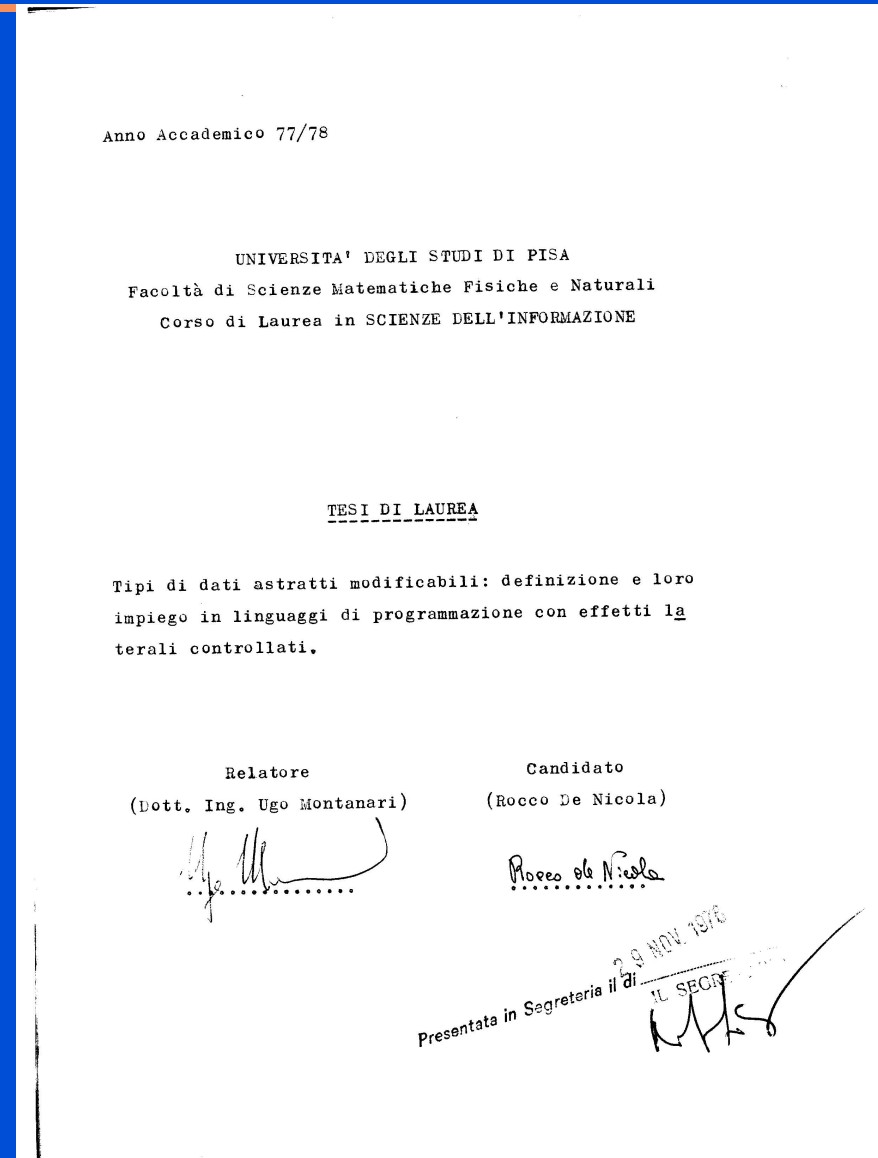 Anno Accademico 77/78
UNIVERSITA' DEGLI STUDI DI PISA
Facoltà di Scienze Matematiche Fisiche e Naturali
Corso di Laurea in SCIENZE DELL'INFORMAZIONE
TESI DI LAUREA
Tipi di dati astratti modificabili: definizione e loro
impiego in linguaggi di programmazione con effetti la
terali controllati.
Relatore
(Dott. Ing. Ugo Montanari)
Candidato
(Rocco De Nicola)
Rocco de Nicola
Presentata in Segreteria il di 29 NOV. 1978
IL